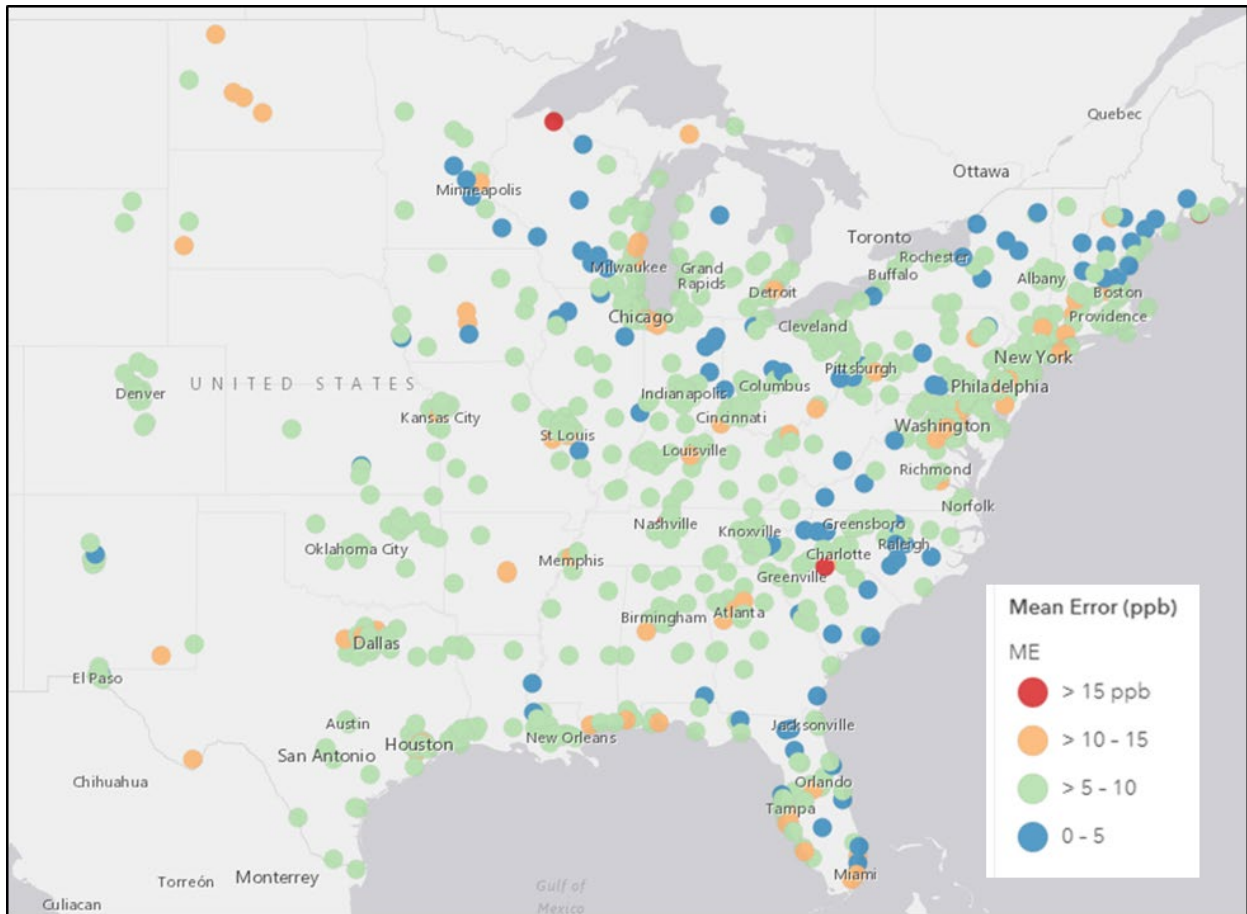 Quebec
Ottawa
Minneapolis
Toronto
Rochester
Milwaukee
Grand
Rapids
Buffalo
Albany
Detroit
Boston
Chicago
Cleveland
Providence
New York
UNITED STATES
Pittsburgh
Denver
Indianapolis
Columbus
Philadelphia
Kansas City
Cincinnati
St Louis
Washington
Louisville
Richmond
Norfolk
Nashville
Knoxville
Greensboro
Oklahoma City
Memphis
Charlotte
Raleigh
Greenville
Birmingham
Atlanta
Dallas
El Paso
Austin
Jacksonville
Houston
New Orleans
San Antonio
Chihuahua
Orlando
Tampa
Miami
Torreón
Monterrey
Gulf of
Mexico
Culiacan
Mean Error (ppb)
ME
> 15 ppb
> 10 - 15
> 5 - 10
0 - 5